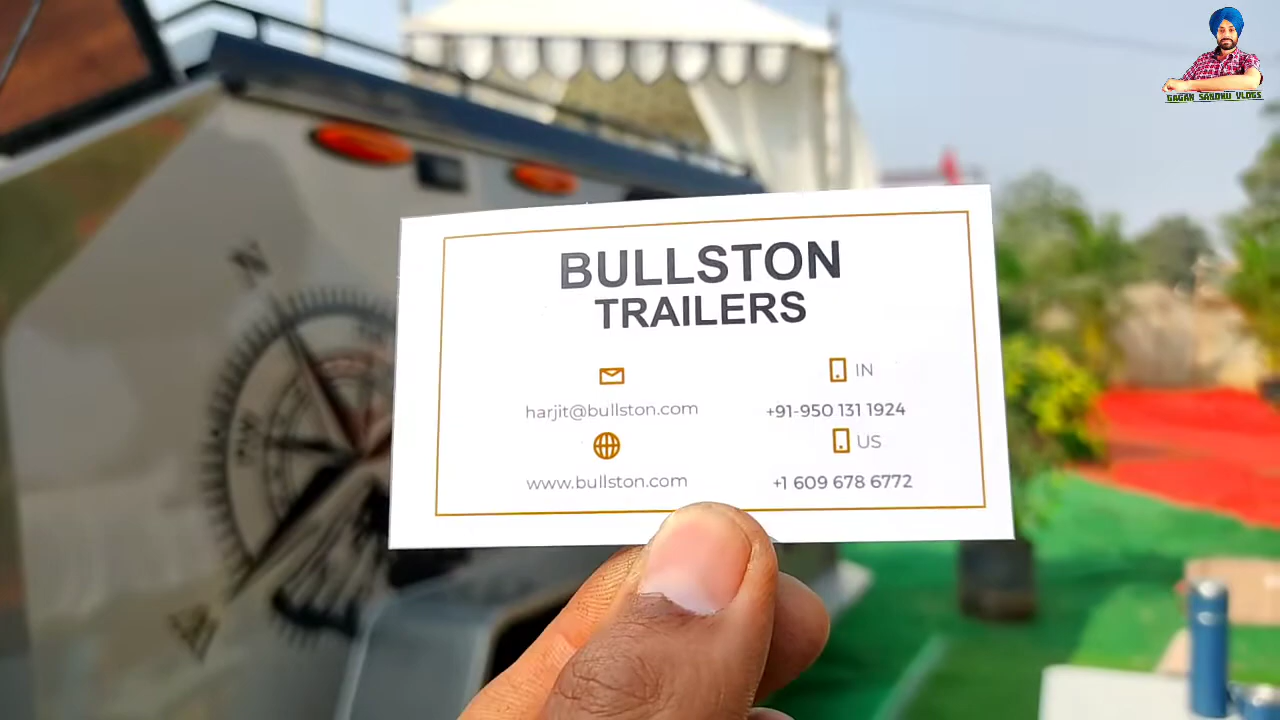 GAGAN SANDHU VLOGS
N
BULLSTON
TRAILERS
harjit@bullston.com
www.bullston.com
IN
+91-950 131 1924
US
+1 609 678 6772